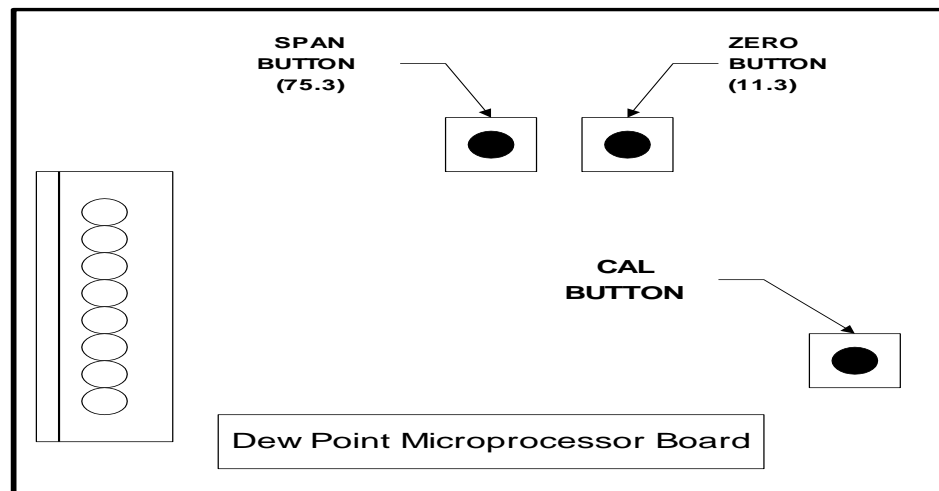 SPAN
BUTTON
(75.3)
ZERO
BUTTON
(11.3)
CAL
BUTTON
Dew Point Microprocessor Board